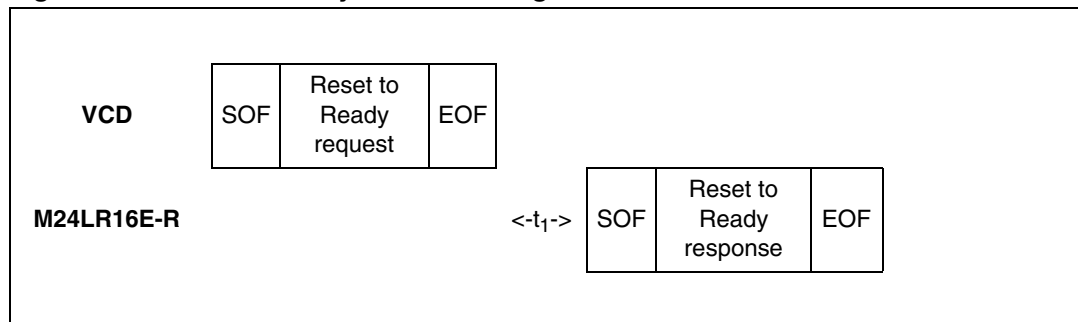 VCD
SOF
Reset to
Ready
request
EOF
M24LR16E-R
<-t1->
SOF
Reset to
Ready
response
EOF